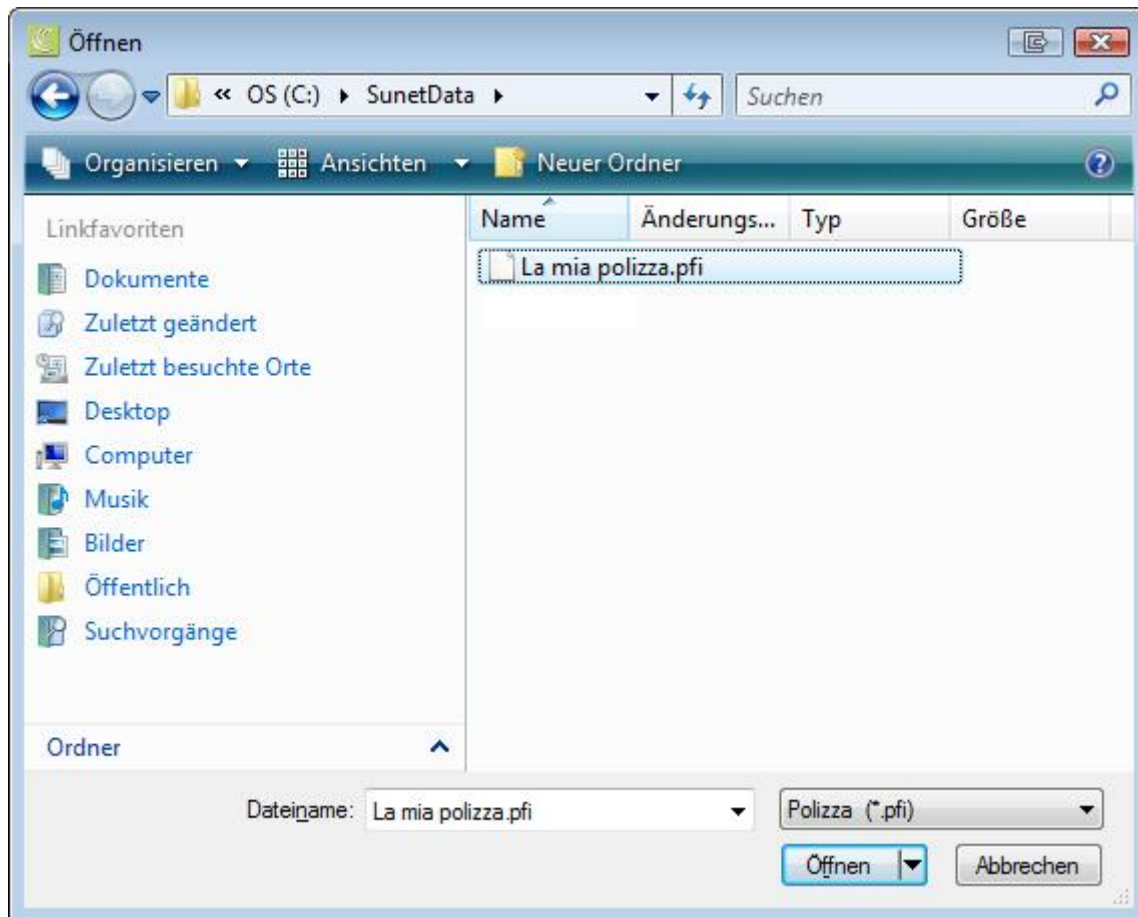 Öffnen
« OS (C:) SunetData Suchen
Organisieren Ansichten Neuer Ordner ?
Linkfavoriten
Dokumente
Zuletzt geändert
Zuletzt besuchte Orte
Desktop
Computer
Musik
Bilder
Öffentlich
Suchvorgänge
Ordner
Name Änderungs... Typ Größe
La mia polizza.pfi
Dateiname: La mia polizza.pfi Polizza (*.pfi)
Öffnen Abbrechen